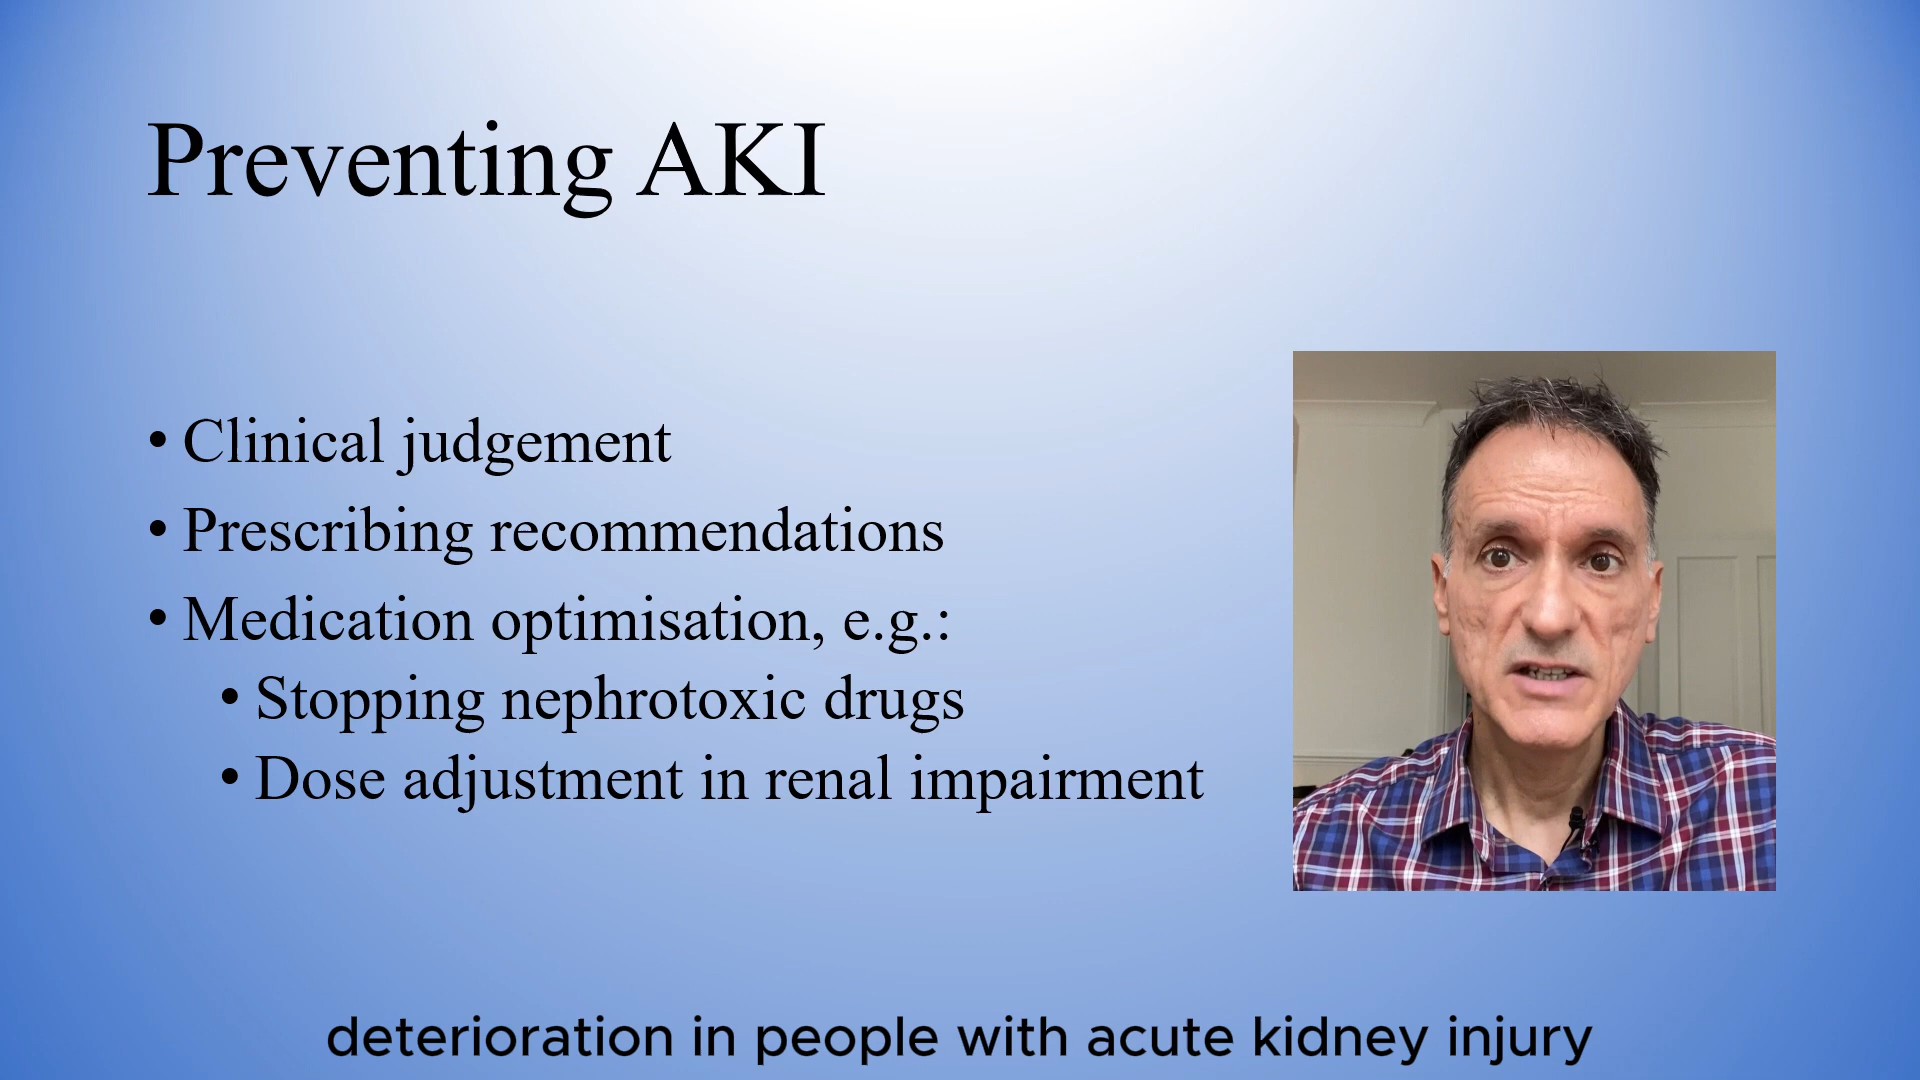 Preventing AKI
• Clinical judgement
• Prescribing recommendations
• Medication optimisation, e.g.:
• Stopping nephrotoxic drugs
• Dose adjustment in renal impairment
deterioration in people with acute kidney injury